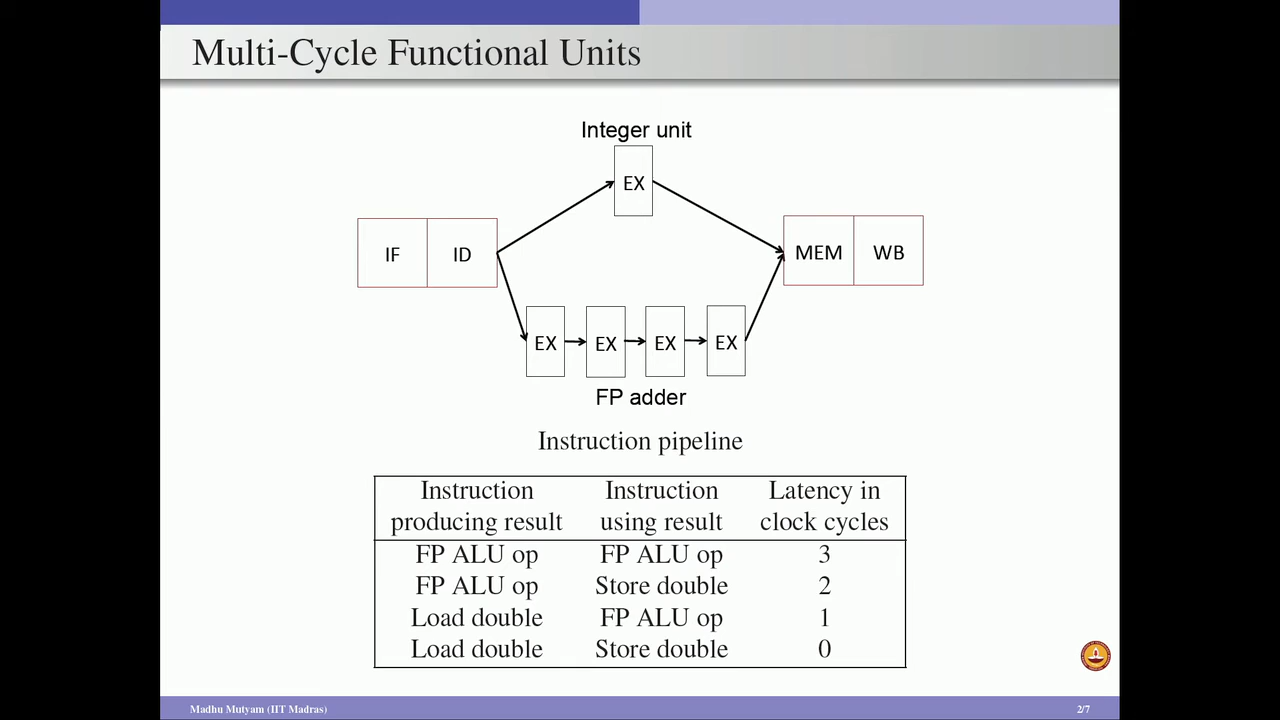 Multi-Cycle Functional Units
Integer unit
EX
IF ID
MEM WB
EX EX EX EX
FP adder
Instruction pipeline
Instruction producing result Instruction using result Latency in clock cycles
FP ALU op FP ALU op 3
FP ALU op Store double 2
Load double FP ALU op 1
Load double Store double 0
Madhu Mutyam (IIT Madras) 2/7